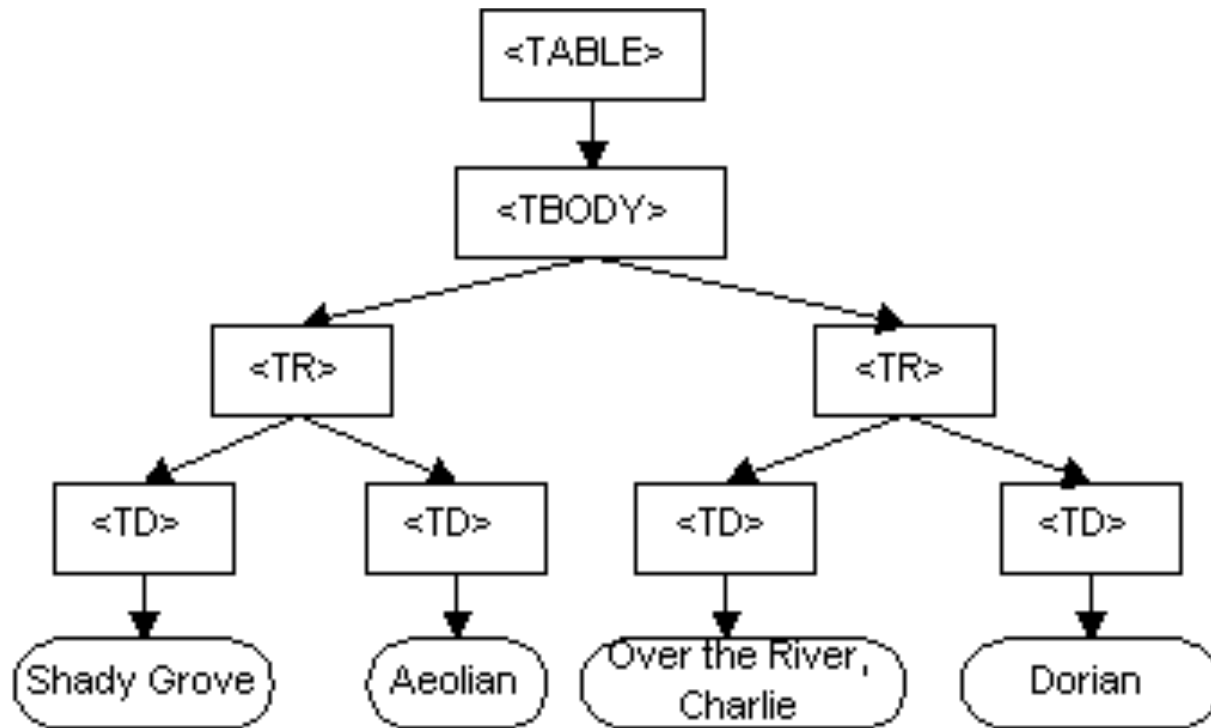 <TABLE>
<TBODY>
<TR>
<TR>
<TD>
<TD>
<TD>
<TD>
Shady Grove
Aeolian
Over the River,
Charlie
Dorian